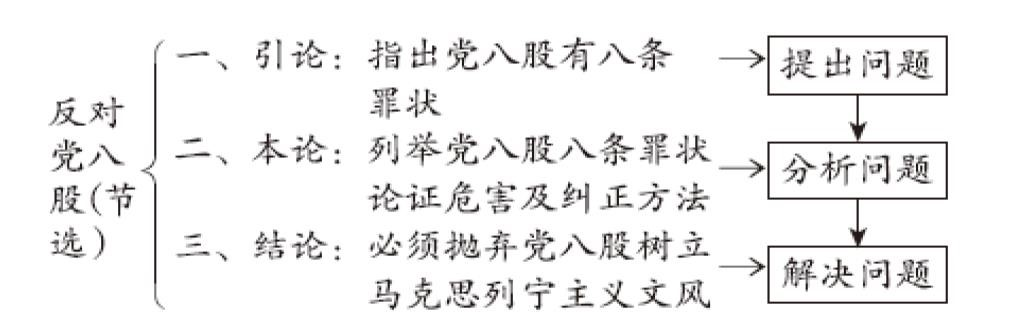 反对
党八
股(节
选)
一、引论：指出党八股有八条
罪状
二、本论：列举党八股八条罪状
论证危害及纠正方法
三、结论：必须抛弃党八股树立
马克思列宁主义文风
提出问题
分析问题
解决问题